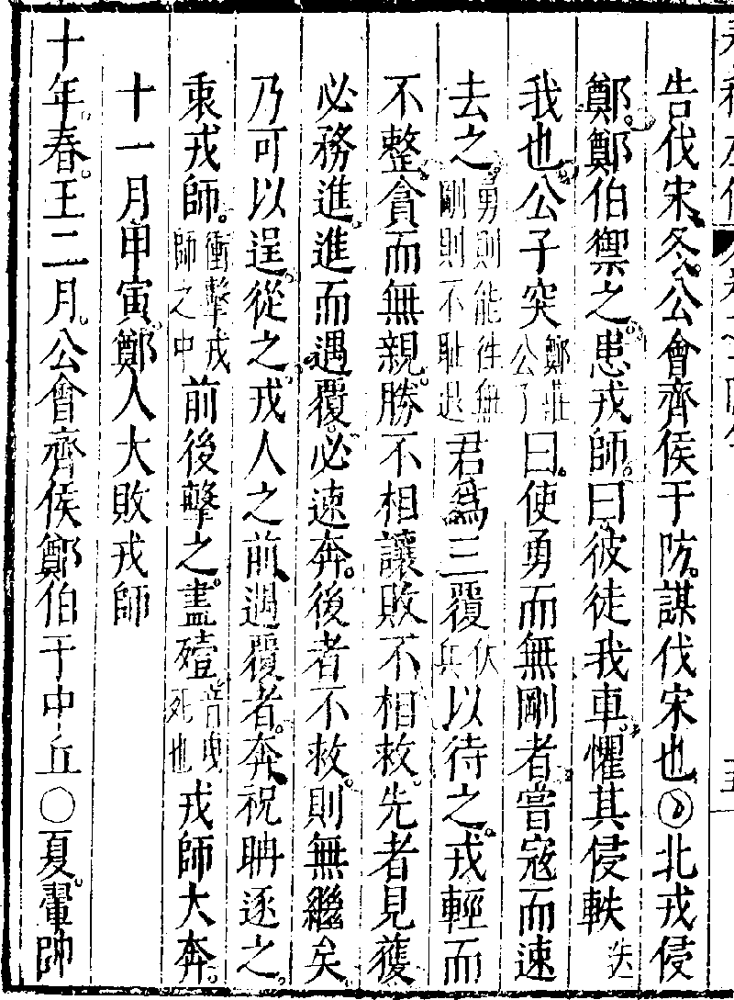 告伐宋冬公會齊侯于防謀伐宋也〇北戎侵
鄭鄭伯禦之患戎師曰彼徒我車懼其侵軼迭
我也公子突鄭莊公子曰使勇而無剛者嘗寇而速
去之勇則能往無剛則不耻退君爲三覆伏兵以待之戎輕而
不整貪而無親勝不相讓敗不相救先者見獲
必務進進而遇覆必速奔後者不救則無繼矣
乃可以逞從之戎人之前遇覆者奔祝聃逐之
衷戎師衝擊戎師之中前後擊之盡殪音曳死也戎師大奔
十一月甲寅鄭人大敗戎師
十年春王二月公會齊侯鄭伯于中丘〇夏翬帥